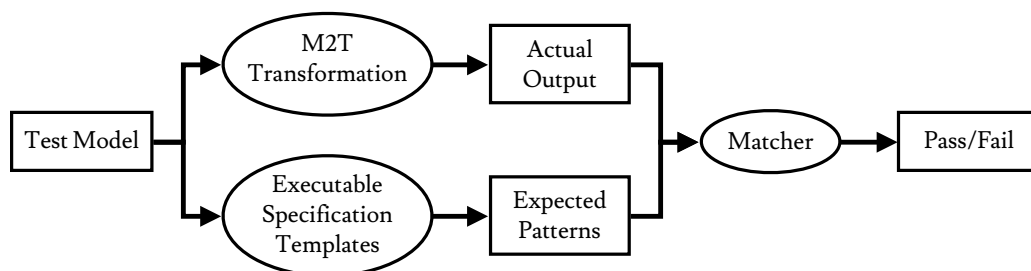 M2T
Transformation
Actual
Output
Test Model
Matcher
Pass/Fail
Executable
Specification
Templates
Expected
Patterns